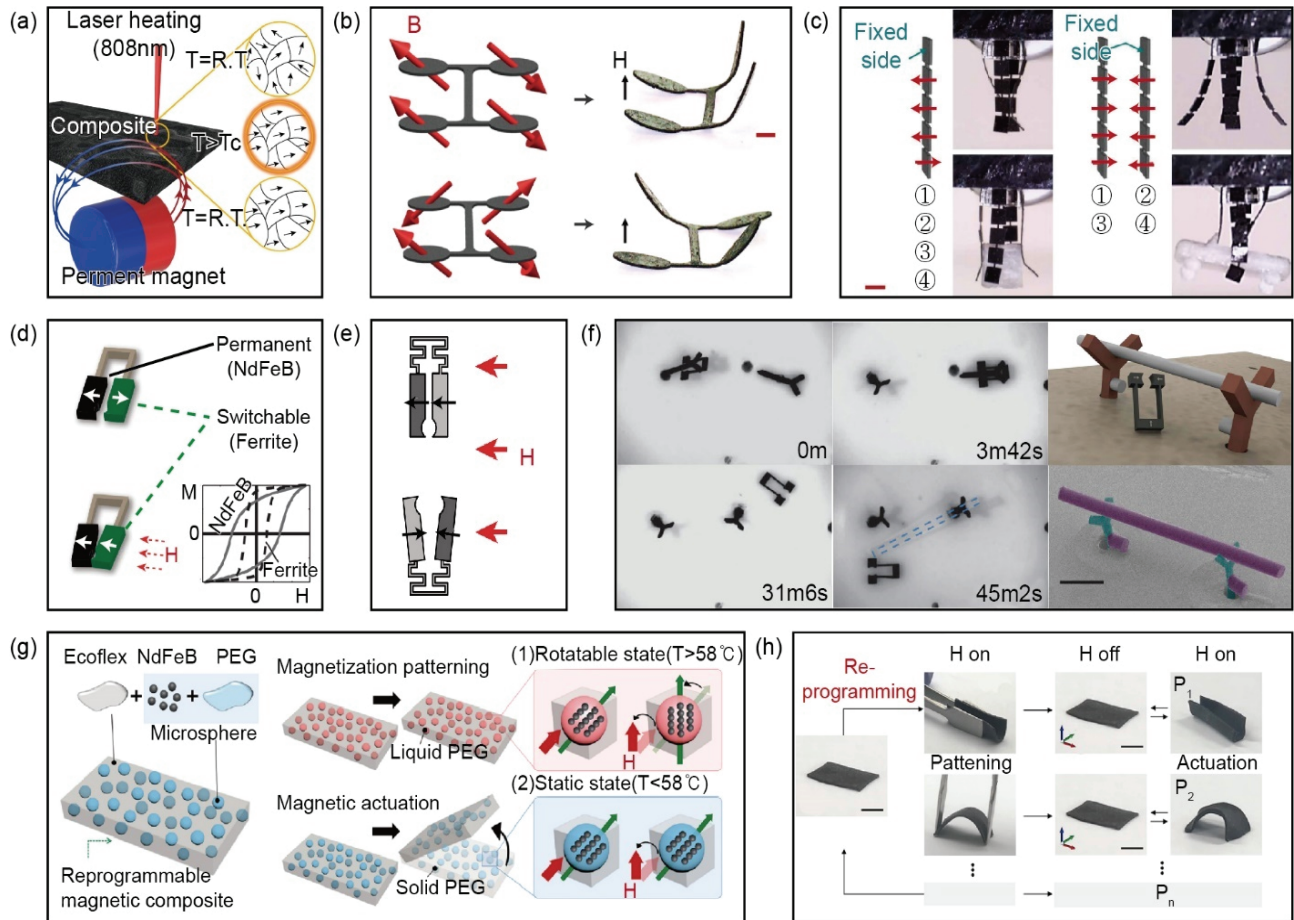 (a)
Laser heating
(808nm)
T=R.T.
Composite
T>Tc
T=R.T.
Perment magnet
(b)
B
H
(c)
Fixed
side
Fixed
side
①
②
③
④
①
③
②
④
(d)
Permanent
(NdFeB)
Switchable
(Ferrite)
H
M
NdFeB
0
Ferrite
0
H
(e)
H
(f)
0m
3m42s
31m6s
45m2s
(g)
Ecoflex
NdFeB
PEG
+
+
Microsphere
Reprogrammable
magnetic composite
Magnetization patterning
Liquid PEG
Magnetic actuation
Solid PEG
(1)Rotatable state(T>58℃)
H
(2)Static state(T<58℃)
H
(h)
H on
H off
H on
Re-
programming
P1
Pattening
Actuation
P2
Pn